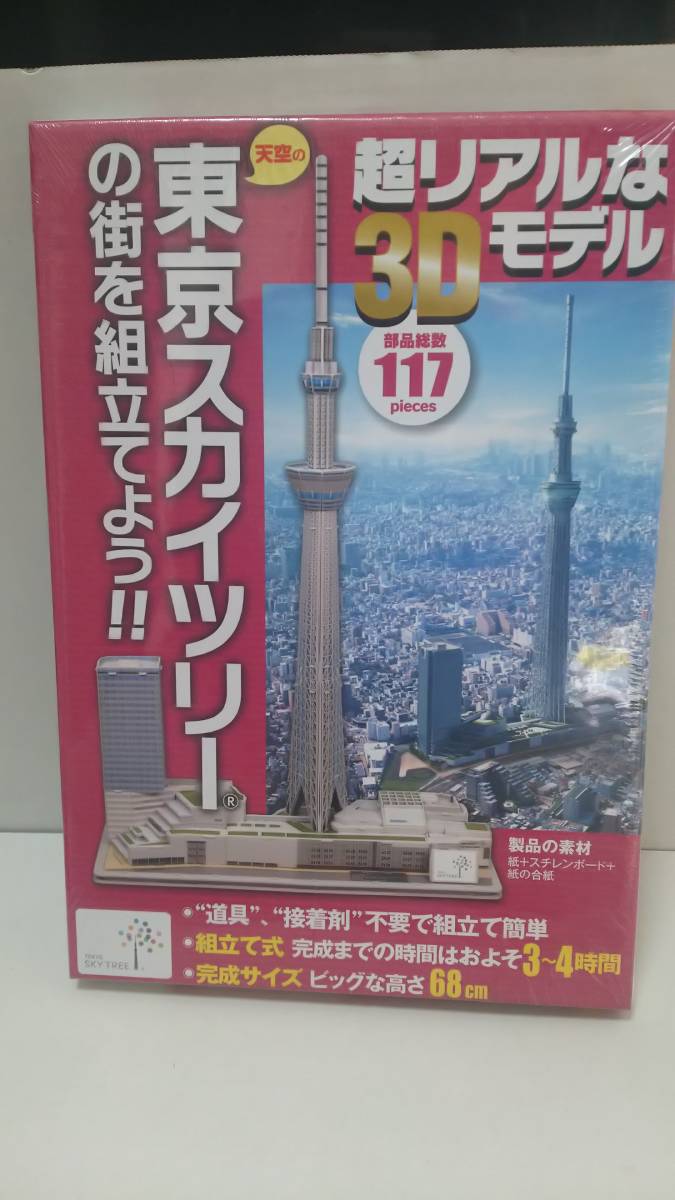 天空の
東京スカイツリー®
の街を組立てよう!!
超リアルな
3Dモデル
部品総数
117
pieces
製品の素材
紙+スチレンボード+
紙の合紙
•“道具”、“接着剤”不要で組立て簡単
•組立て式 完成までの時間はおよそ3~4時間
•完成サイズ ビッグな高さ68cm
TOKYO
SKYTREE